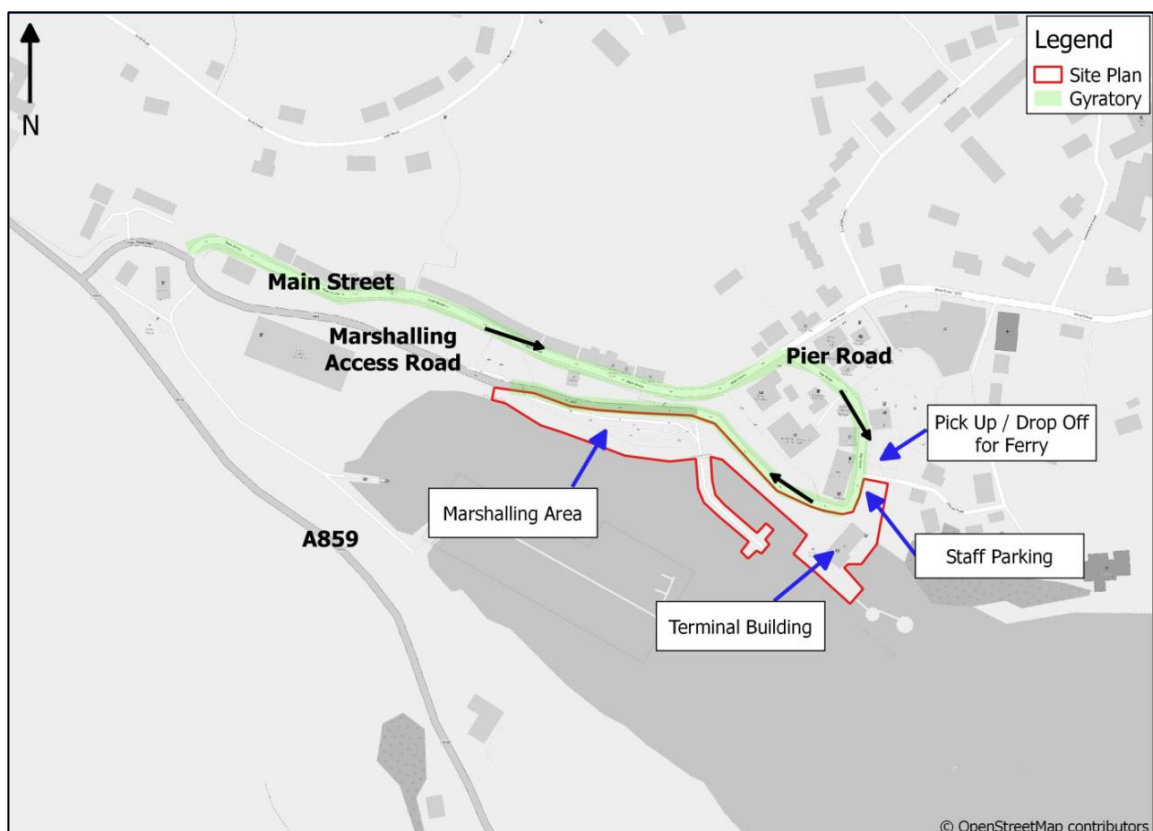 N
Legend
Site Plan
Gyratory
Main Street
Marshalling
Access Road
Pier Road
Pick Up / Drop Off
for Ferry
Marshalling Area
A859
Staff Parking
Terminal Building
© OpenStreetMap contributors